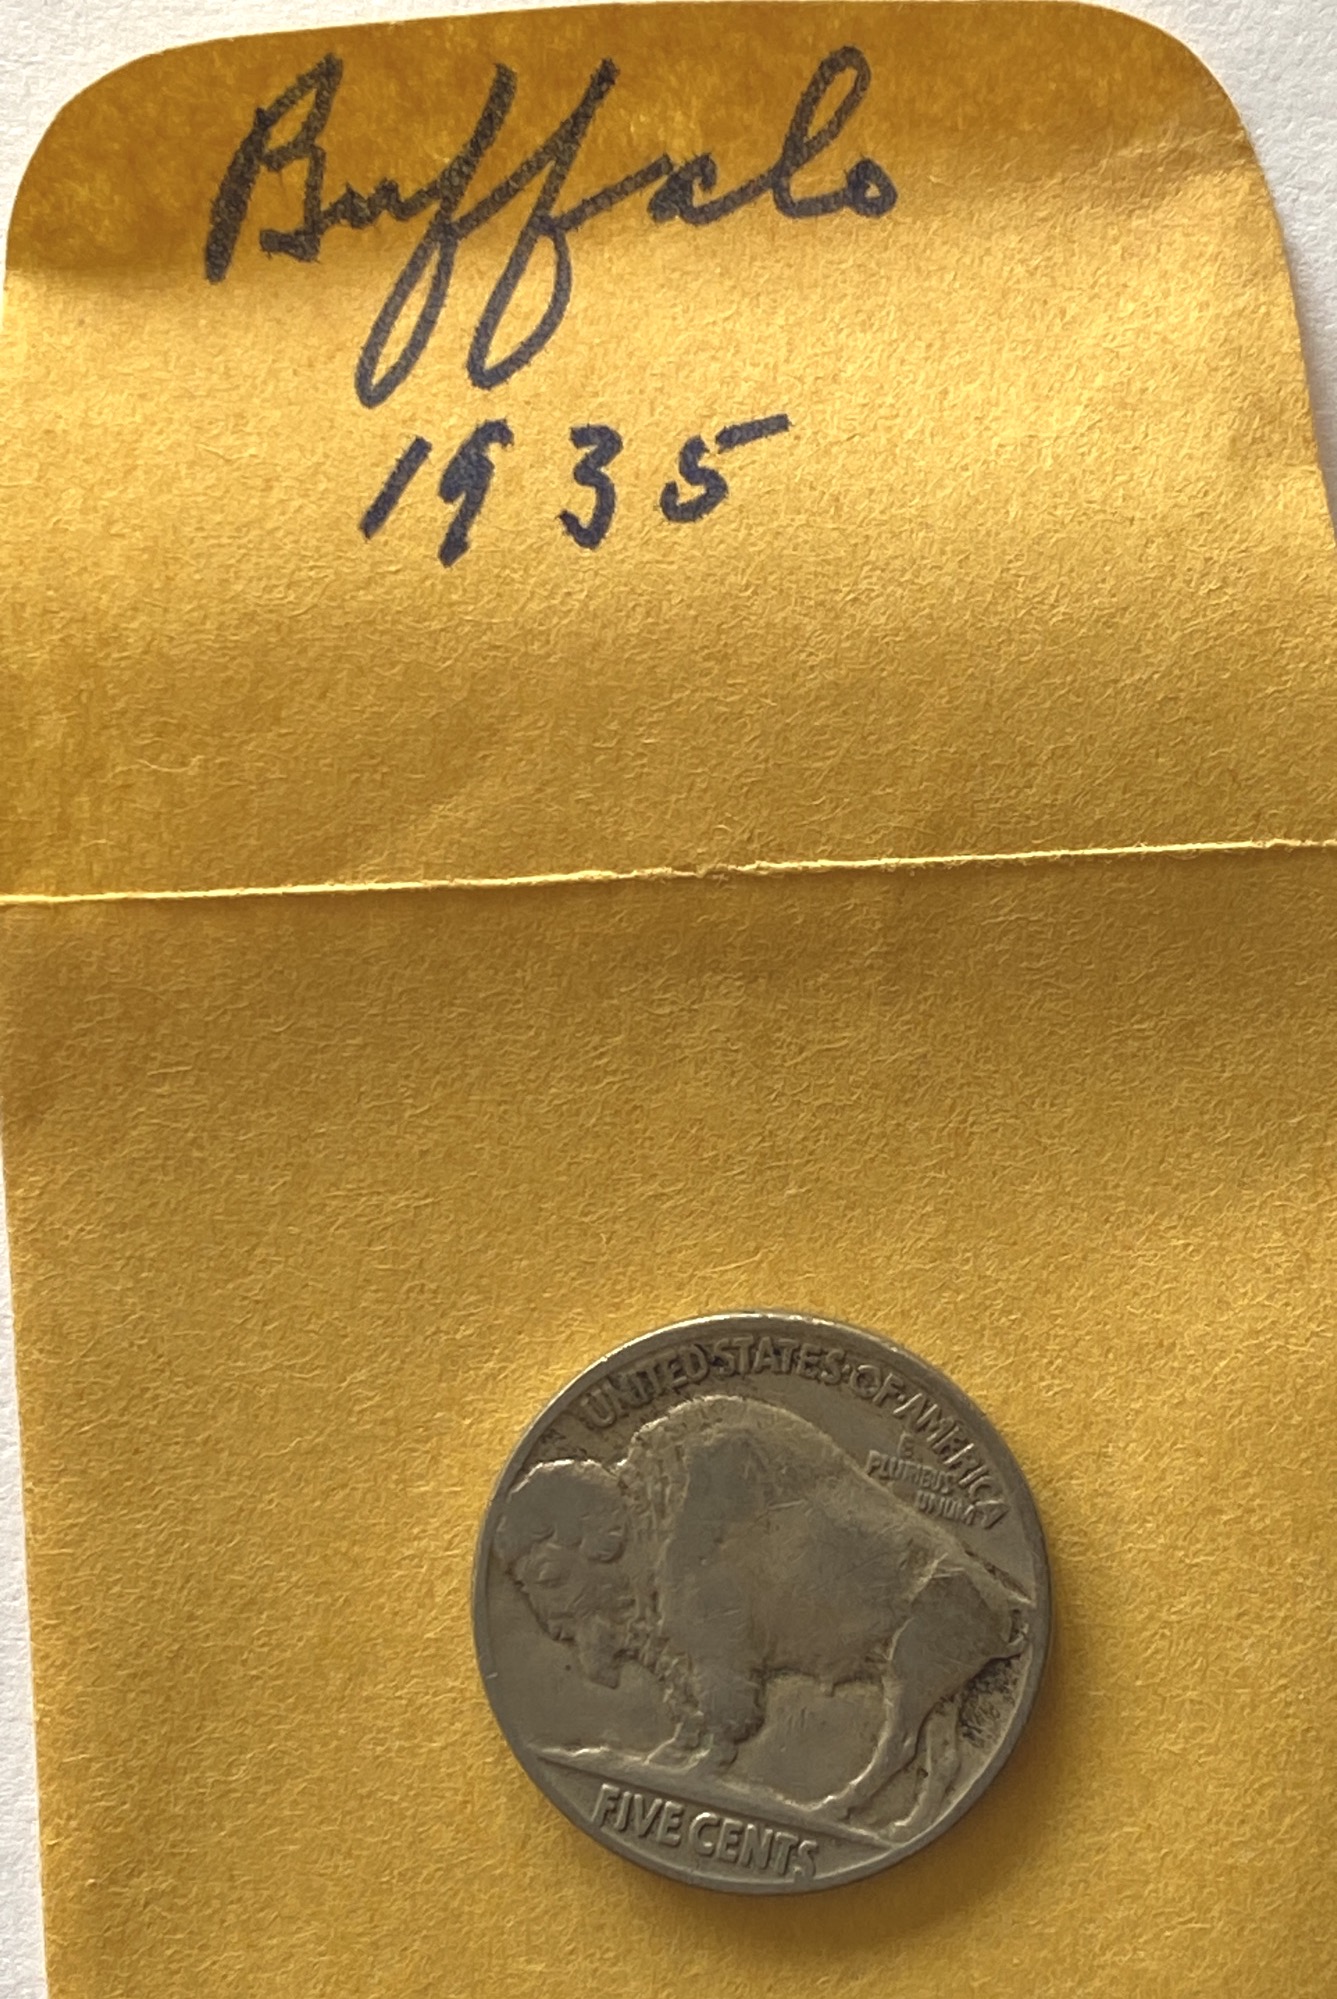 Buffalo
1935
UNITED STATES·OF·AMERICA
E
PLURIBUS
UNUM
FIVE CENTS